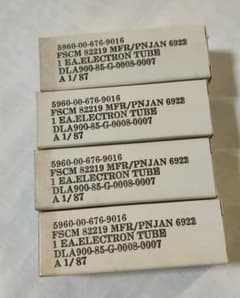 5960-00-676-9016
FSCM 82219 MFR/PNJAN 6922
1 EA.ELECTRON TUBE
DLA900-85-G-0008-0007
A 1/87
5960-00-676-9016
FSCM 82219 MFR/PNJAN 6922
1 EA.ELECTRON TUBE
DLA900-85-G-0008-0007
A 1/87
5960-00-676-9016
FSCM 82219 MFR/PNJAN 6922
1 EA.ELECTRON TUBE
DLA900-85-G-0008-0007
A 1/87
5960-00-676-9016
FSCM 82219 MFR/PNJAN 6922
1 EA.ELECTRON TUBE
DLA900-85-G-0008-0007
A 1/87